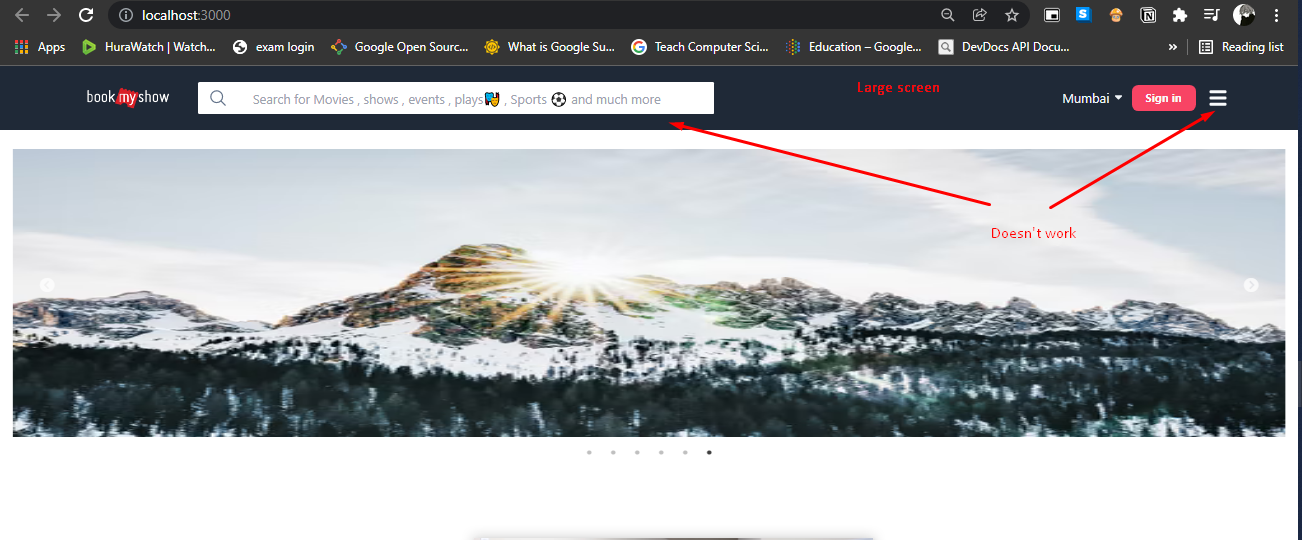 localhost:3000
Apps HuraWatch | Watch... exam login Google Open Sourc... What is Google Su... Teach Computer Sci... Education – Google... DevDocs API Docu... » Reading list
book my show Search for Movies , shows , events , plays🎭 , Sports ⚽ and much more Large screen Mumbai Sign in
Doesn't work